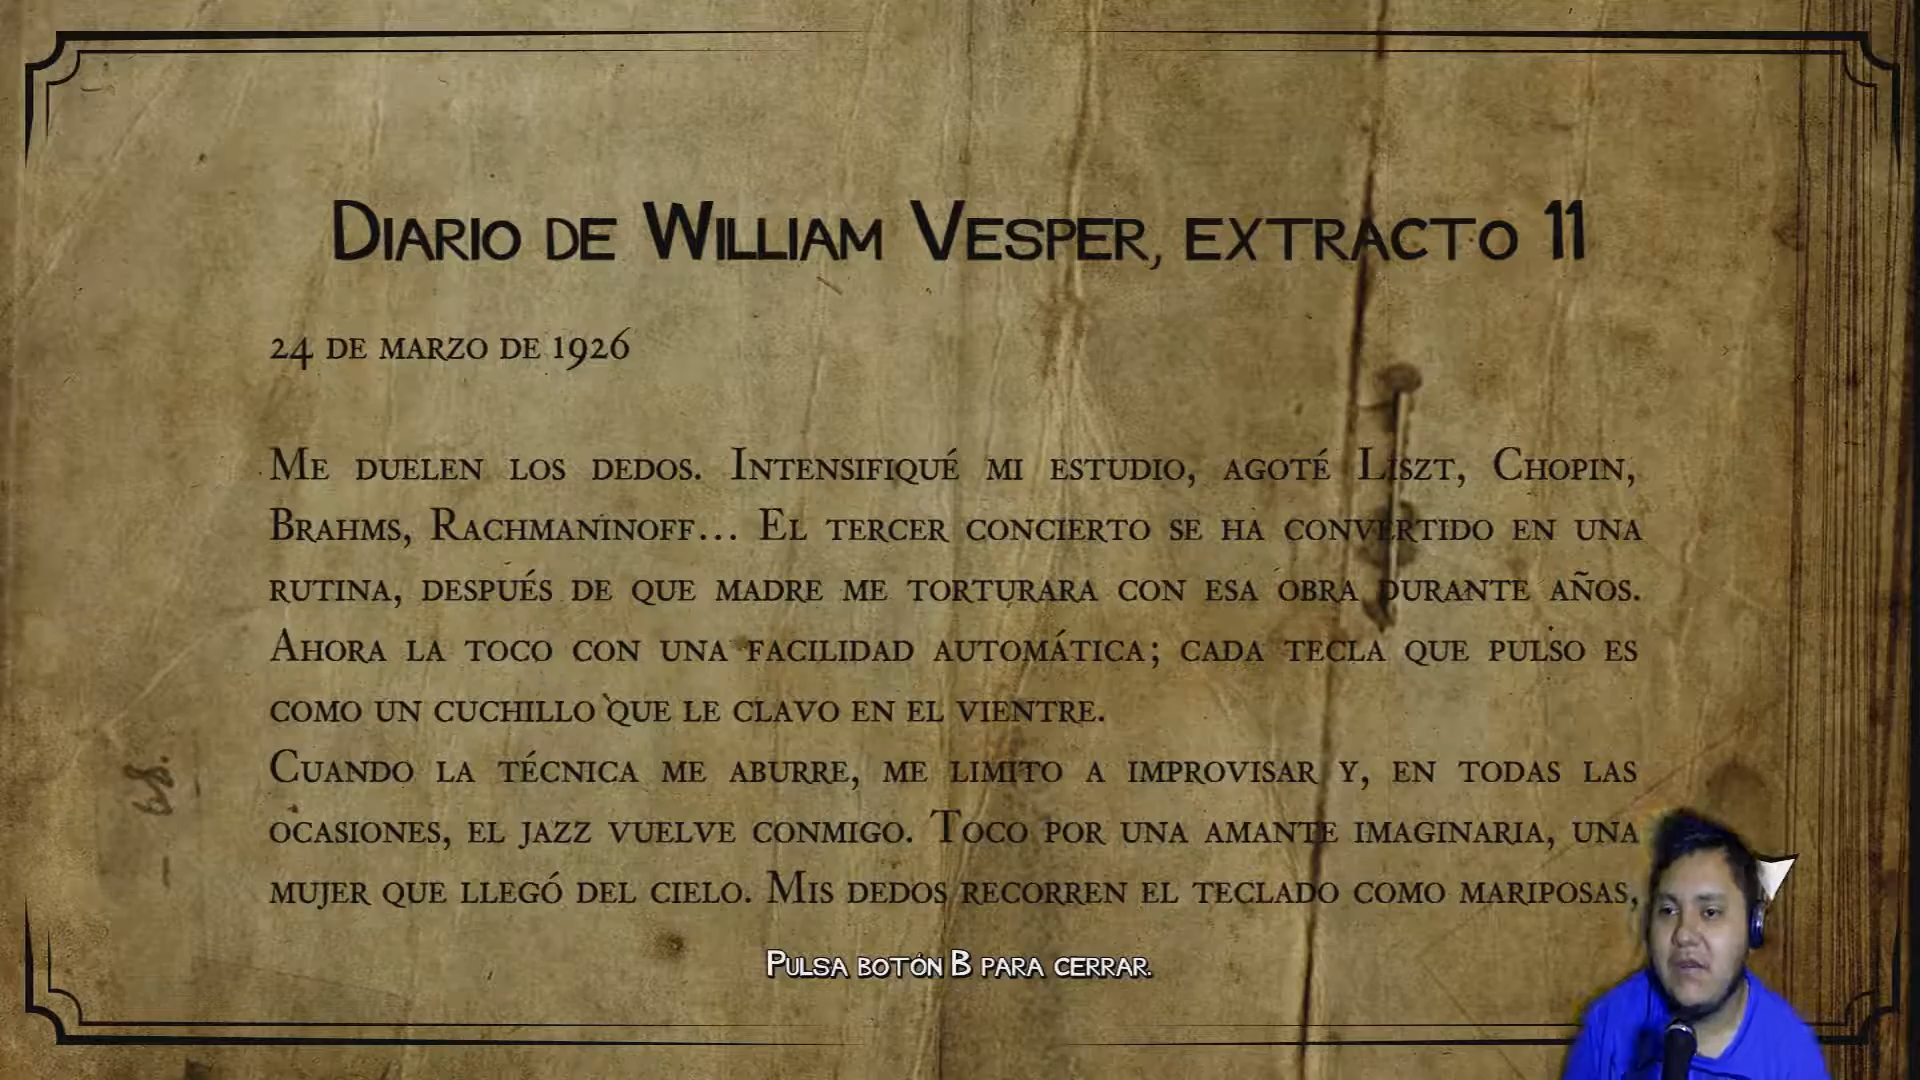 Diario de William Vesper, extracto 11
24 de marzo de 1926
Me duelen los dedos. Intensifiqué mi estudio, agoté Liszt, Chopin,
Brahms, Rachmaninoff... El tercer concierto se ha convertido en una
rutina, después de que madre me torturara con esa obra durante años.
Ahora la toco con una facilidad automática; cada tecla que pulso es
como un cuchillo que le clavo en el vientre.
Cuando la técnica me aburre, me limito a improvisar y, en todas las
ocasiones, el jazz vuelve conmigo. Toco por una amante imaginaria, una
mujer que llegó del cielo. Mis dedos recorren el teclado como mariposas,
Pulsa botón B para cerrar.